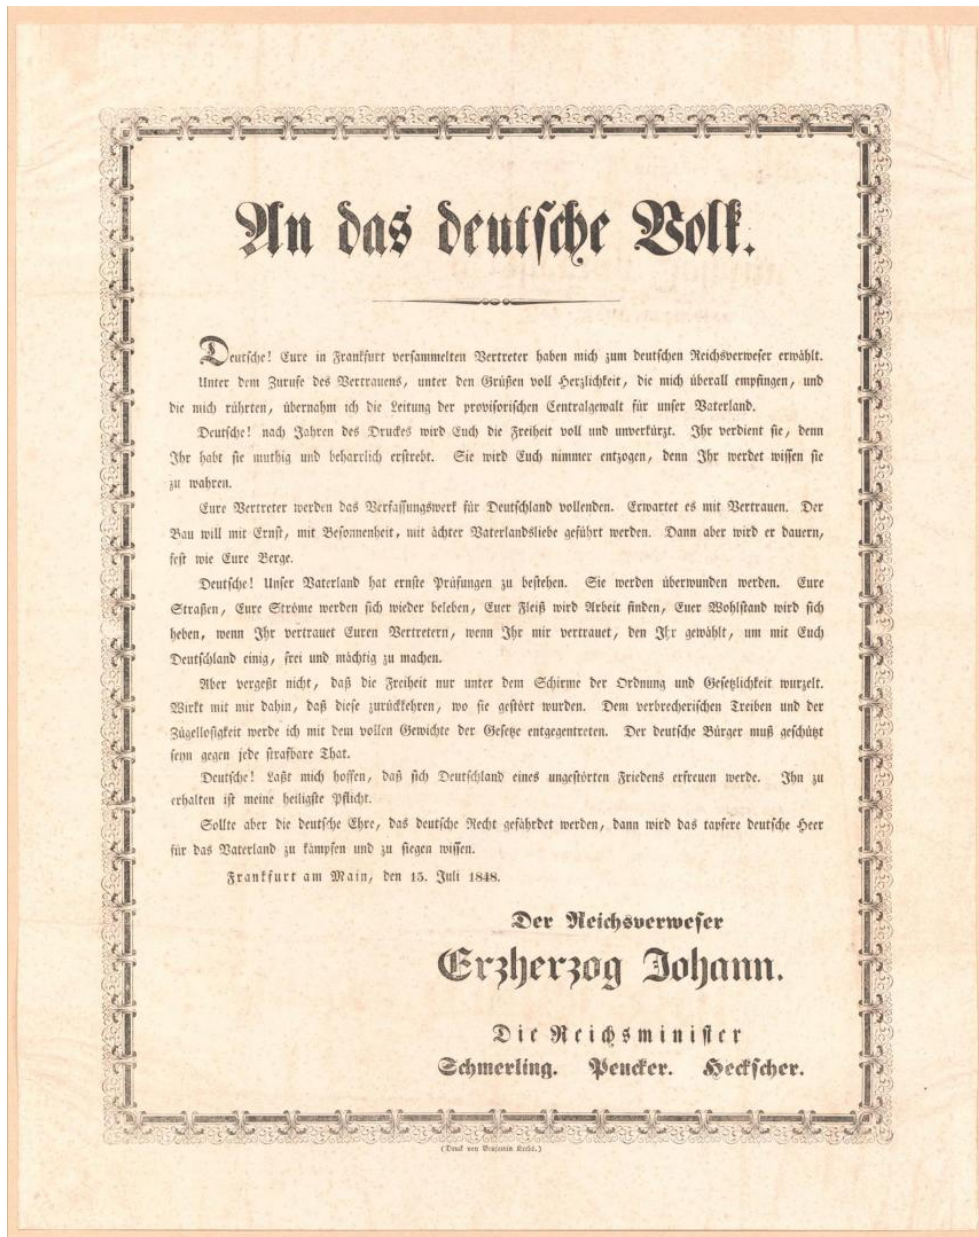 An das deutsche Volk.
Deutsche! Eure in Frankfurt versammelten Vertreter haben mich zum deutschen Reichsverweser erwählt.
Unter dem Zurufe des Vertrauens, unter den Grüßen voll Herzlichkeit, die mich überall empfingen, und
die mich rührten, übernahm ich die Leitung der provisorischen Centralgewalt für unser Vaterland.
Deutsche! nach Jahren des Druckes wird Euch die Freiheit voll und unverkürzt. Ihr verdient sie, denn
Ihr habt sie muthig und beharrlich erstrebt. Sie wird Euch nimmer entzogen, denn Ihr werdet wissen sie
zu wahren.
Eure Vertreter werden das Verfassungswerk für Deutschland vollenden. Erwartet es mit Vertrauen. Der
Bau will mit Ernst, mit Besonnenheit, mit ächter Vaterlandsliebe geführt werden. Dann aber wird er dauern,
fest wie Eure Berge.
Deutsche! Unser Vaterland hat ernste Prüfungen zu bestehen. Sie werden überwunden werden. Eure
Straßen, Eure Ströme werden sich wieder beleben, Euer Fleiß wird Arbeit finden, Euer Wohlstand wird sich
heben, wenn Ihr vertrauet Euren Vertretern, wenn Ihr mir vertrauet, den Ihr gewählt, um mit Euch
Deutschland einig, frei und mächtig zu machen.
Aber vergeßt nicht, daß die Freiheit nur unter dem Schirme der Ordnung und Gesetzlichkeit wurzelt.
Wirkt mit mir dahin, daß diese zurückkehren, wo sie gestört wurden. Dem verbrecherischen Treiben und der
Zügellosigkeit werde ich mit dem vollen Gewichte der Gesetze entgegentreten. Der deutsche Bürger muß geschützt
seyn gegen jede strafbare That.
Deutsche! Laßt mich hoffen, daß sich Deutschland eines ungestörten Friedens erfreuen werde. Ihn zu
erhalten ist meine heiligste Pflicht.
Sollte aber die deutsche Ehre, das deutsche Recht gefährdet werden, dann wird das tapfere deutsche Heer
für das Vaterland zu kämpfen und zu siegen wissen.
Frankfurt am Main, den 15. Juli 1848.
Der Reichsverweser
Erzherzog Johann.
Die Reichsminister
Schmerling. Peucker. Heckscher.
(Druck von Benjamin Krebs.)